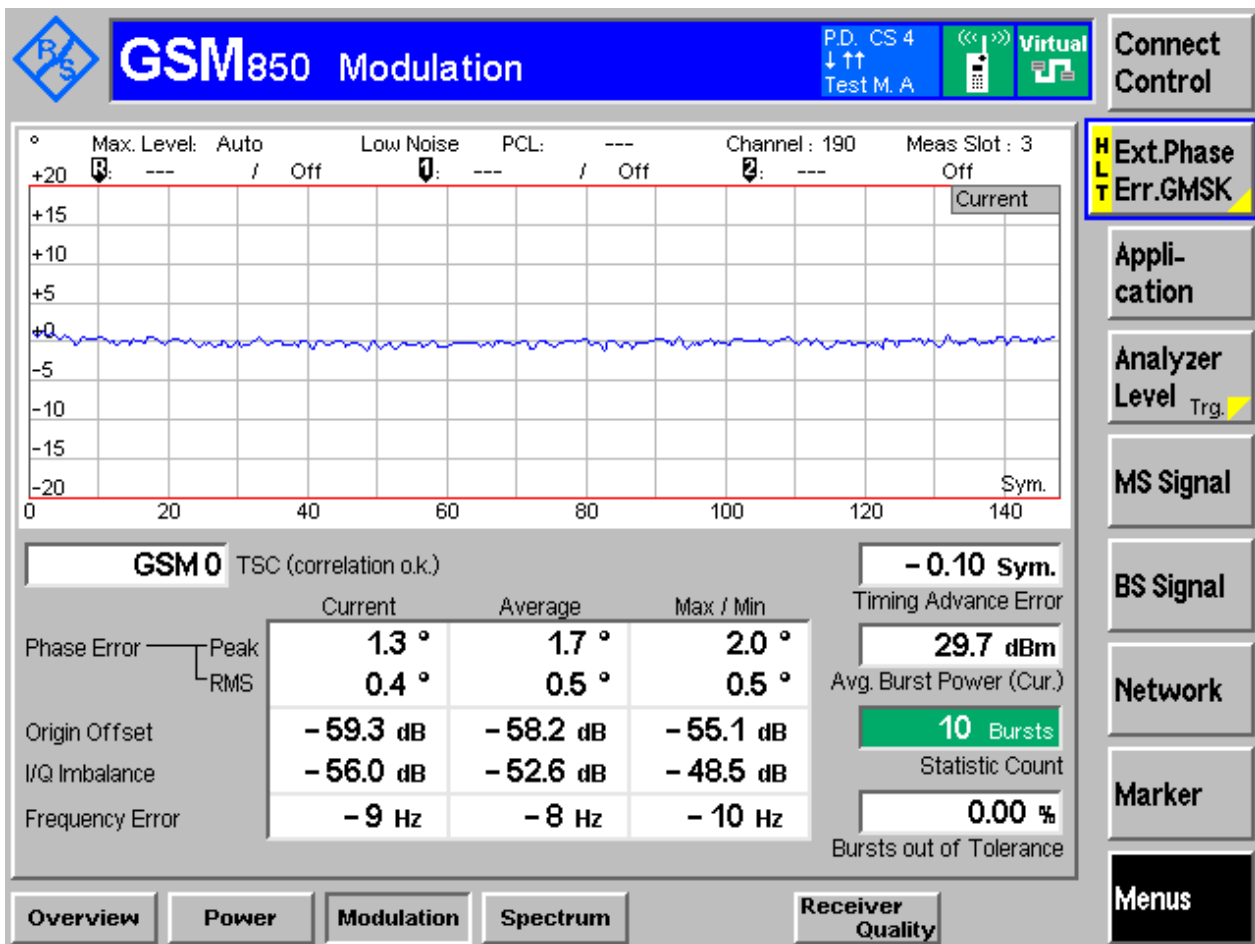 R/S
GSM850 Modulation
P.D. CS 4
↓ ↑↑
Test M. A
Virtual
Connect
Control
° Max. Level: Auto Low Noise PCL: --- Channel : 190 Meas Slot : 3
R: --- / Off 1: --- / Off 2: --- Off
Current
+20
+15
+10
+5
+0
-5
-10
-15
-20
Sym.
0 20 40 60 80 100 120 140
HLT
Ext.Phase
Err.GMSK
Appli-
cation
Analyzer
Level Trg.
MS Signal
BS Signal
Network
Marker
Menus
GSM 0 TSC (correlation o.k.)
Current Average Max / Min
Phase Error Peak 1.3 ° 1.7 ° 2.0 °
RMS 0.4 ° 0.5 ° 0.5 °
Origin Offset - 59.3 dB - 58.2 dB - 55.1 dB
I/Q Imbalance - 56.0 dB - 52.6 dB - 48.5 dB
Frequency Error - 9 Hz - 8 Hz - 10 Hz
- 0.10 Sym.
Timing Advance Error
29.7 dBm
Avg. Burst Power (Cur.)
10 Bursts
Statistic Count
0.00 %
Bursts out of Tolerance
Overview
Power
Modulation
Spectrum
Receiver
Quality